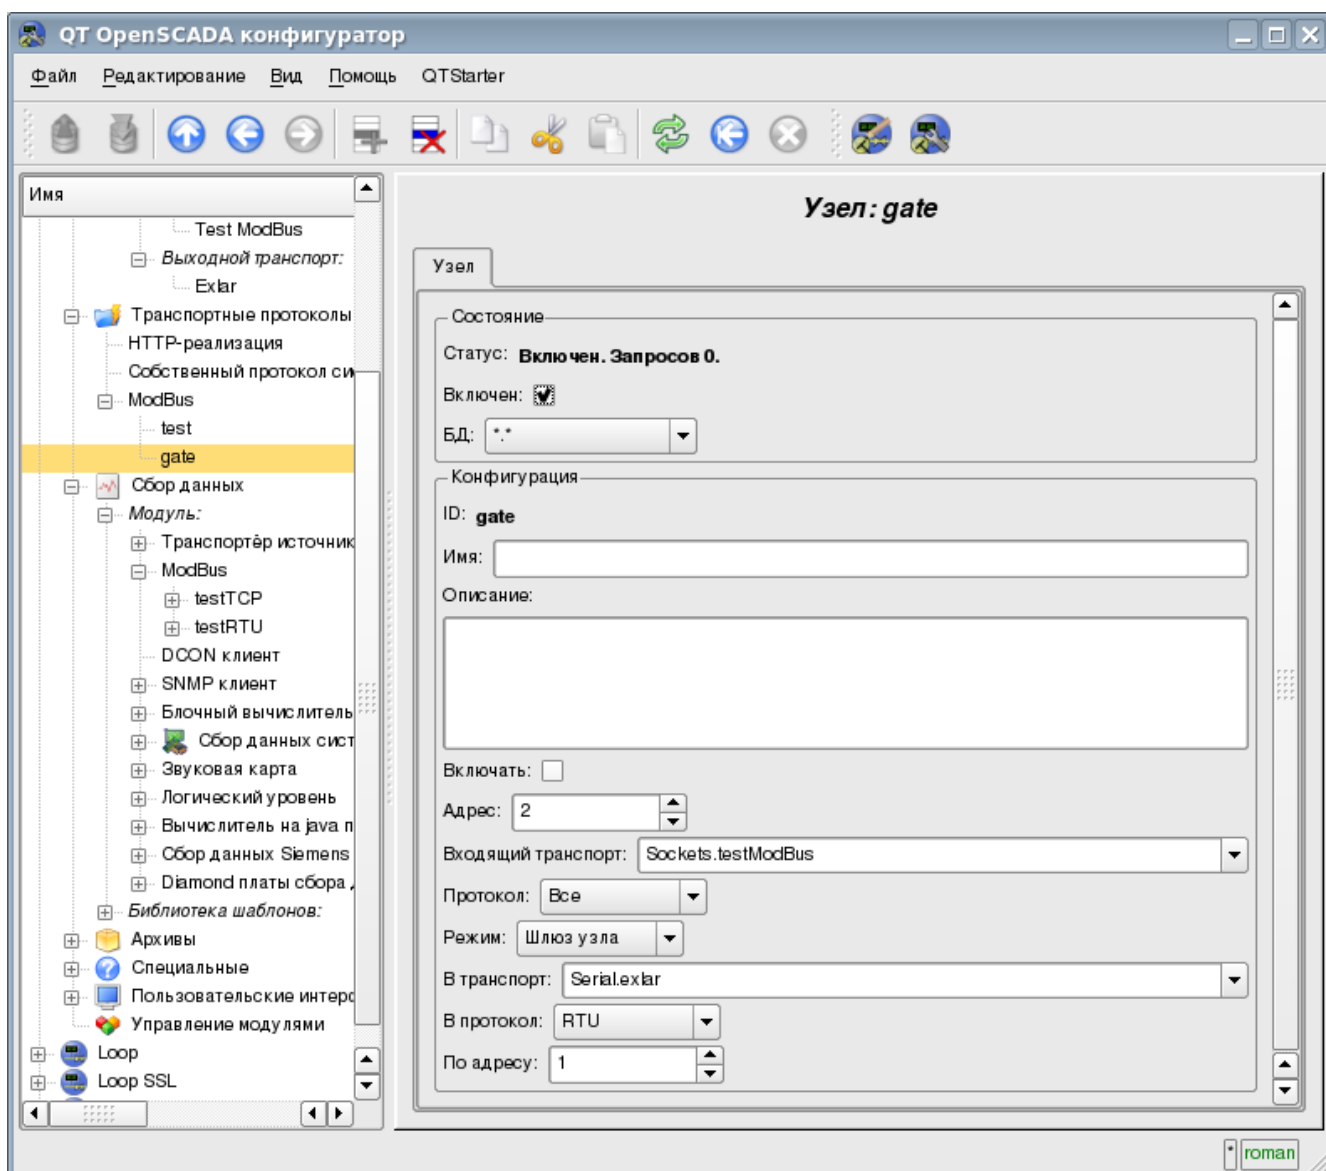 QT OpenSCADA конфигуратор
Файл Редактирование Вид Помощь QTStarter
Имя
Test ModBus
Выходной транспорт:
Exlar
Транспортные протоколы
HTTP-реализация
Собственный протокол си
ModBus
test
gate
Сбор данных
Модуль:
Транспортёр источник
ModBus
testTCP
testRTU
DCON клиент
SNMP клиент
Блочный вычислитель
Сбор данных сист
Звуковая карта
Логический уровень
Вычислитель на java п
Сбор данных Siemens
Diamond платы сбора
Библиотека шаблонов:
Архивы
Специальные
Пользовательские интерф
Управление модулями
Loop
Loop SSL
Узел: gate
Узел
Состояние
Статус: Включен. Запросов 0.
Включен:
БД: *.*
Конфигурация
ID: gate
Имя:
Описание:
Включать:
Адрес: 2
Входящий транспорт: Sockets.testModBus
Протокол: Все
Режим: Шлюз узла
В транспорт: Serial.exlar
В протокол: RTU
По адресу: 1
* roman